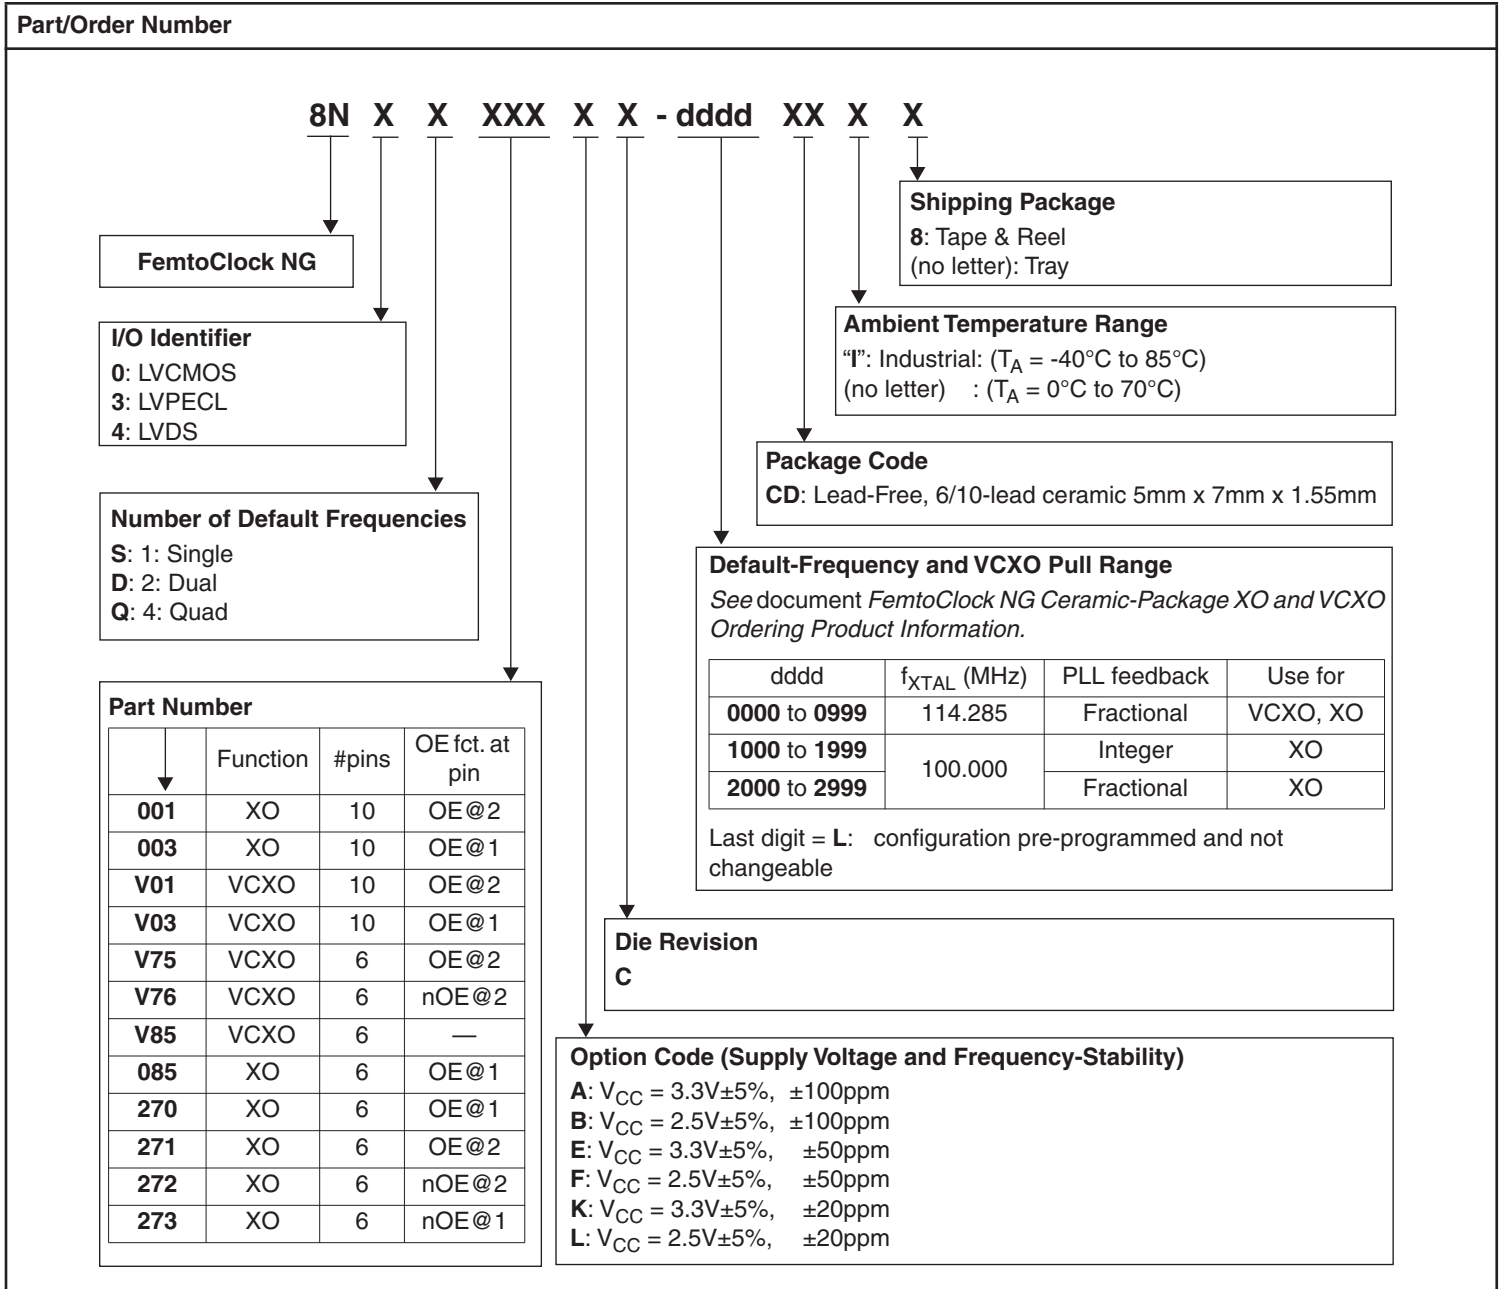 Part/Order Number
8N X X XXX X X - dddd XX X X
Shipping Package
8: Tape & Reel
(no letter): Tray
FemtoClock NG
Ambient Temperature Range
“I”: Industrial: (TA = -40°C to 85°C)
(no letter) : (TA = 0°C to 70°C)
I/O Identifier
0: LVCMOS
3: LVPECL
4: LVDS
Package Code
CD: Lead-Free, 6/10-lead ceramic 5mm x 7mm x 1.55mm
Number of Default Frequencies
S: 1: Single
D: 2: Dual
Q: 4: Quad
Default-Frequency and VCXO Pull Range
See document FemtoClock NG Ceramic-Package XO and VCXO
Ordering Product Information.
dddd fXTAL (MHz) PLL feedback Use for
0000 to 0999 114.285 Fractional VCXO, XO
1000 to 1999 100.000 Integer XO
2000 to 2999 Fractional XO
Last digit = L: configuration pre-programmed and not
changeable
Part Number
Function #pins OE fct. at
pin
001 XO 10 OE@2
003 XO 10 OE@1
V01 VCXO 10 OE@2
V03 VCXO 10 OE@1
V75 VCXO 6 OE@2
V76 VCXO 6 nOE@2
V85 VCXO 6 —
085 XO 6 OE@1
270 XO 6 OE@1
271 XO 6 OE@2
272 XO 6 nOE@2
273 XO 6 nOE@1
Die Revision
C
Option Code (Supply Voltage and Frequency-Stability)
A: VCC = 3.3V±5%, ±100ppm
B: VCC = 2.5V±5%, ±100ppm
E: VCC = 3.3V±5%, ±50ppm
F: VCC = 2.5V±5%, ±50ppm
K: VCC = 3.3V±5%, ±20ppm
L: VCC = 2.5V±5%, ±20ppm